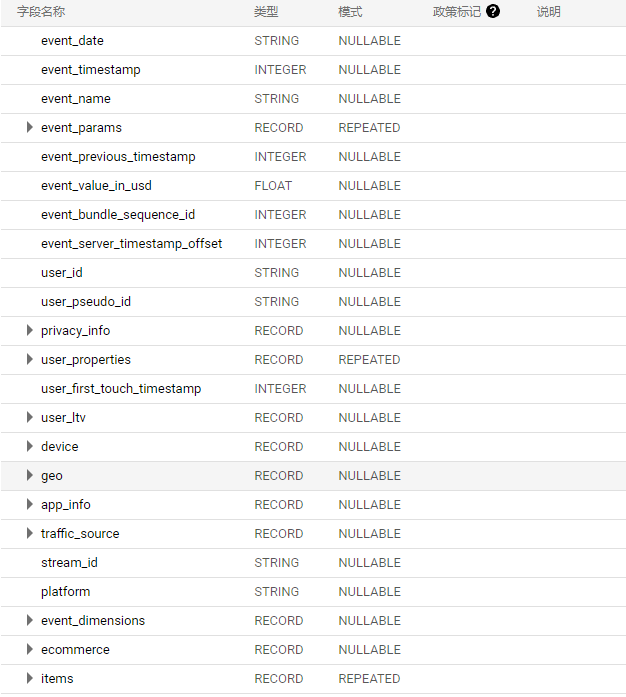 字段名称 类型 模式 政策标记 ? 说明
event_date STRING NULLABLE
event_timestamp INTEGER NULLABLE
event_name STRING NULLABLE
event_params RECORD REPEATED
event_previous_timestamp INTEGER NULLABLE
event_value_in_usd FLOAT NULLABLE
event_bundle_sequence_id INTEGER NULLABLE
event_server_timestamp_offset INTEGER NULLABLE
user_id STRING NULLABLE
user_pseudo_id STRING NULLABLE
privacy_info RECORD NULLABLE
user_properties RECORD REPEATED
user_first_touch_timestamp INTEGER NULLABLE
user_ltv RECORD NULLABLE
device RECORD NULLABLE
geo RECORD NULLABLE
app_info RECORD NULLABLE
traffic_source RECORD NULLABLE
stream_id STRING NULLABLE
platform STRING NULLABLE
event_dimensions RECORD NULLABLE
ecommerce RECORD NULLABLE
items RECORD REPEATED